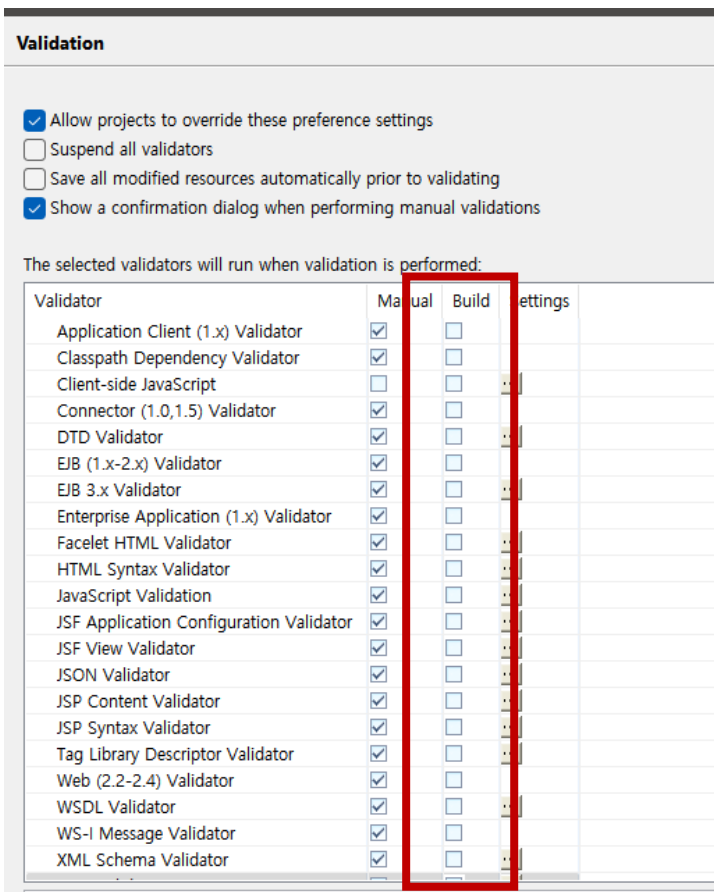 Validation
Allow projects to override these preference settings
Suspend all validators
Save all modified resources automatically prior to validating
Show a confirmation dialog when performing manual validations
The selected validators will run when validation is performed:
Validator Manual Build ettings
Application Client (1.x) Validator
Classpath Dependency Validator
Client-side JavaScript
Connector (1.0,1.5) Validator
DTD Validator
EJB (1.x-2.x) Validator
EJB 3.x Validator
Enterprise Application (1.x) Validator
Facelet HTML Validator
HTML Syntax Validator
JavaScript Validation
JSF Application Configuration Validator
JSF View Validator
JSON Validator
JSP Content Validator
JSP Syntax Validator
Tag Library Descriptor Validator
Web (2.2-2.4) Validator
WSDL Validator
WS-I Message Validator
XML Schema Validator